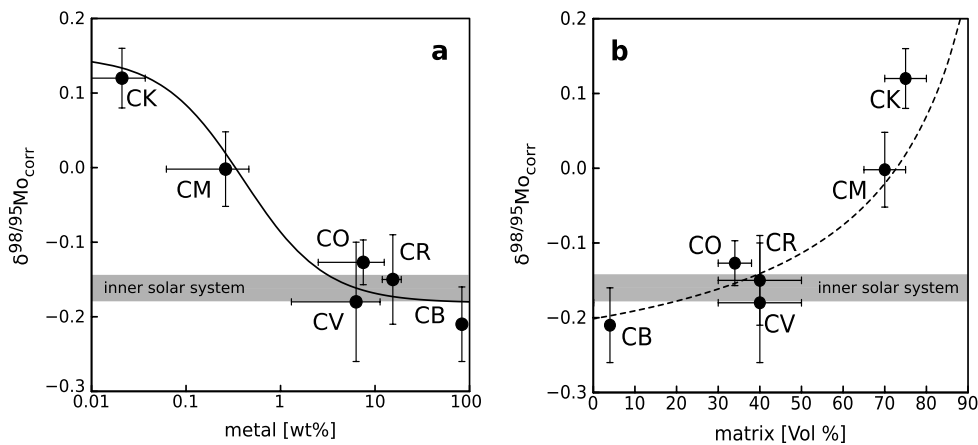 a
0.2
0.1
0.0
−0.1
−0.2
−0.3
δ98/95Mocorr
CK
CM
CO
CR
inner solar system
CV
CB
0.01
0.1
1
10
100
metal [wt%]
b
0.2
0.1
0.0
−0.1
−0.2
−0.3
δ98/95Mocorr
CK
CM
CO
CR
inner solar system
CV
CB
0 10 20 30 40 50 60 70 80 90
matrix [Vol %]